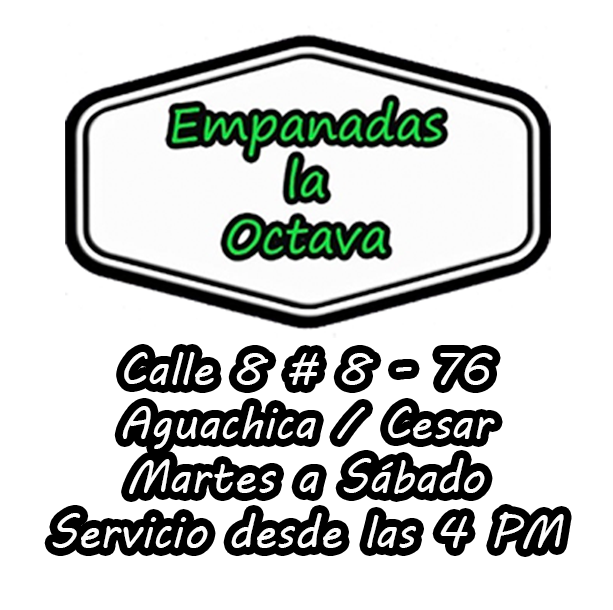 Empanadas
la
Octava
Calle 8 # 8 - 76
Aguachica / Cesar
Martes a Sábado
Servicio desde las 4 PM